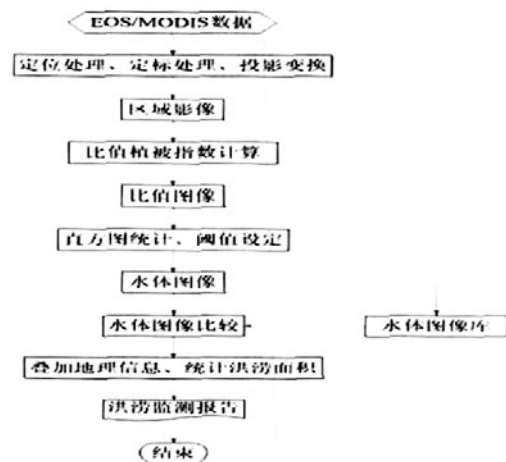 EOS/MODIS数据
定位处理、定标处理、投影变换
区域影像
比值植被指数计算
比值图像
直方图统计、阈值设定
水体图像
水体图像比较
水体图像库
叠加地理信息、统计洪涝面积
洪涝监测报告
结束